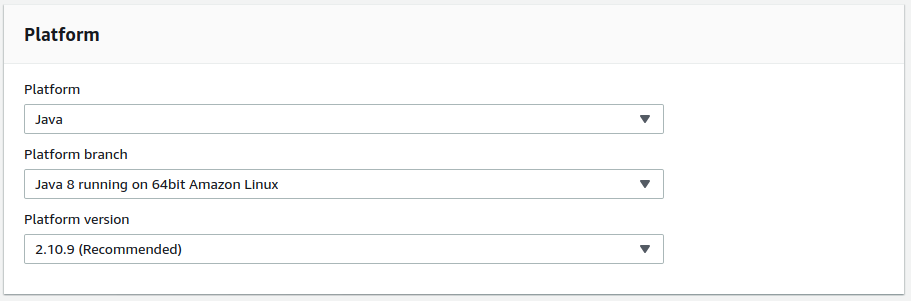 Platform
Platform
Java
Platform branch
Java 8 running on 64bit Amazon Linux
Platform version
2.10.9 (Recommended)